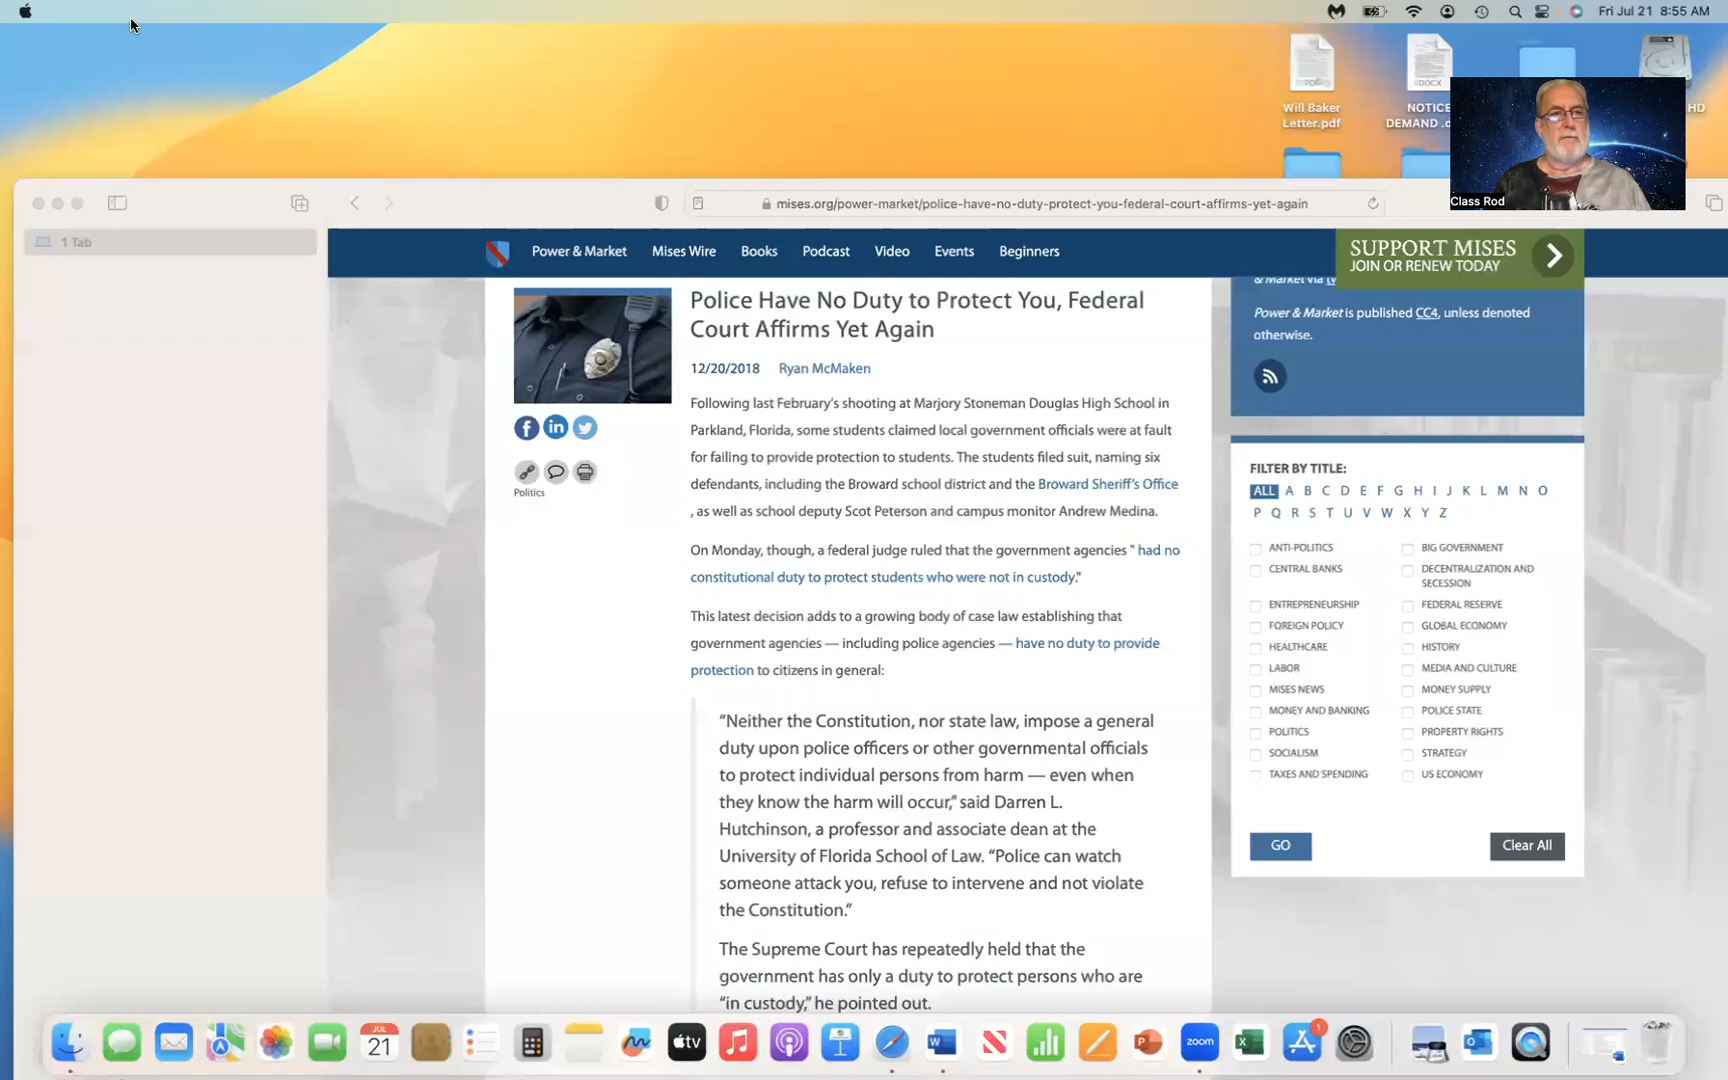 Fri Jul 21 8:55 AM
Will Baker
Letter.pdf
DOCX
NOTICE
DEMAND
HD
Class Rod
1 Tab
mises.org/power-market/police-have-no-duty-protect-you-federal-court-affirms-yet-again
Power & Market
Mises Wire
Books
Podcast
Video
Events
Beginners
SUPPORT MISES
JOIN OR RENEW TODAY
Police Have No Duty to Protect You, Federal
Court Affirms Yet Again
12/20/2018 Ryan McMaken
Following last February's shooting at Marjory Stoneman Douglas High School in
Parkland, Florida, some students claimed local government officials were at fault
for failing to provide protection to students. The students filed suit, naming six
defendants, including the Broward school district and the Broward Sheriff's Office
, as well as school deputy Scot Peterson and campus monitor Andrew Medina.
On Monday, though, a federal judge ruled that the government agencies " had no
constitutional duty to protect students who were not in custody."
This latest decision adds to a growing body of case law establishing that
government agencies — including police agencies — have no duty to provide
protection to citizens in general:
“Neither the Constitution, nor state law, impose a general
duty upon police officers or other governmental officials
to protect individual persons from harm — even when
they know the harm will occur,” said Darren L.
Hutchinson, a professor and associate dean at the
University of Florida School of Law. “Police can watch
someone attack you, refuse to intervene and not violate
the Constitution.”
The Supreme Court has repeatedly held that the
government has only a duty to protect persons who are
“in custody,” he pointed out.
Politics
& Market via
Power & Market is published CC4, unless denoted
otherwise.
FILTER BY TITLE:
ALL A B C D E F G H I J K L M N O
P Q R S T U V W X Y Z
ANTI-POLITICS
BIG GOVERNMENT
CENTRAL BANKS
DECENTRALIZATION AND
SECESSION
ENTREPRENEURSHIP
FEDERAL RESERVE
FOREIGN POLICY
GLOBAL ECONOMY
HEALTHCARE
HISTORY
LABOR
MEDIA AND CULTURE
MISES NEWS
MONEY SUPPLY
MONEY AND BANKING
POLICE STATE
POLITICS
PROPERTY RIGHTS
SOCIALISM
STRATEGY
TAXES AND SPENDING
US ECONOMY
GO
Clear All
JUL
21
tv
zoom
1